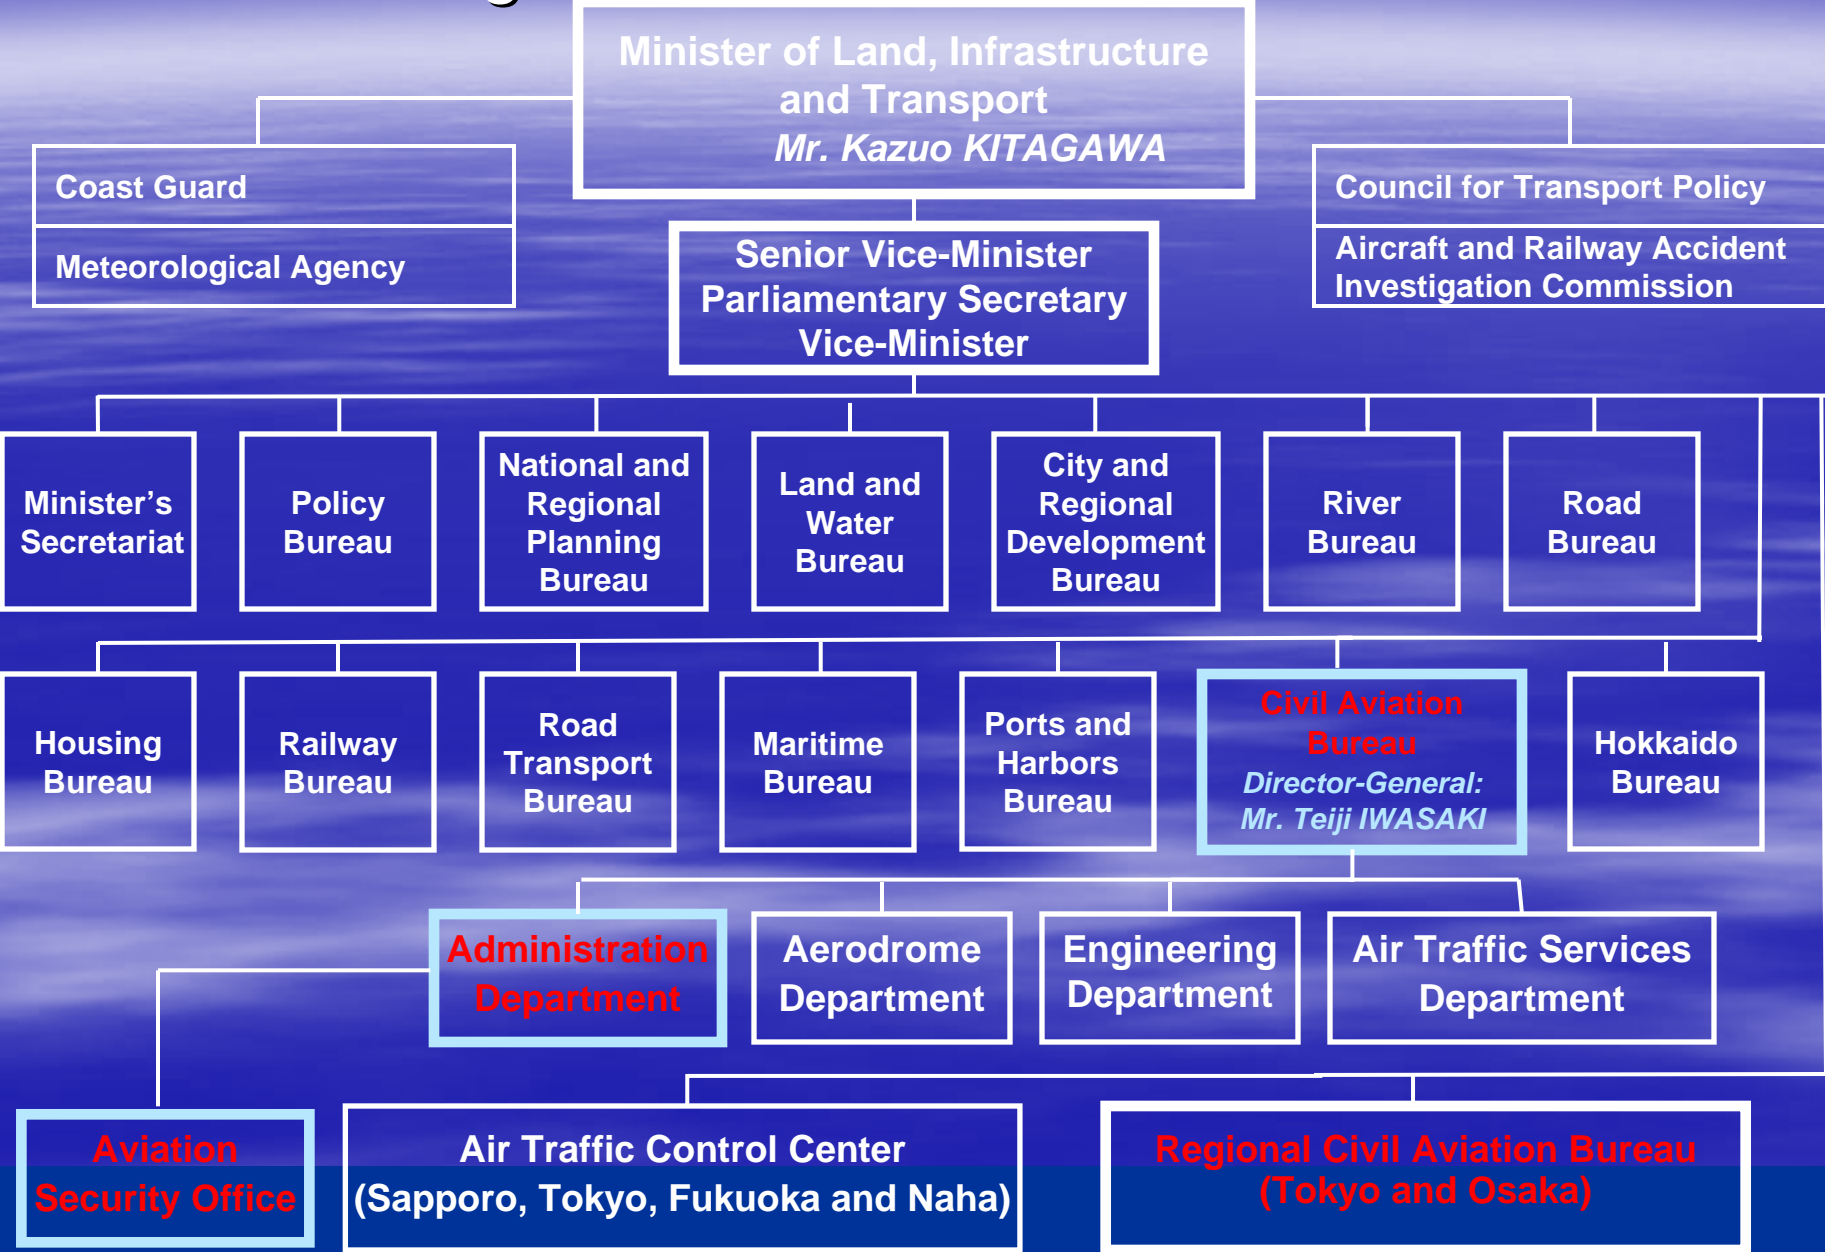 Minister of Land, Infrastructure
and Transport
Mr. Kazuo KITAGAWA
Coast Guard
Meteorological Agency
Council for Transport Policy
Aircraft and Railway Accident
Investigation Commission
Senior Vice-Minister
Parliamentary Secretary
Vice-Minister
Minister’s
Secretariat
Policy
Bureau
National and
Regional
Planning
Bureau
Land and
Water
Bureau
City and
Regional
Development
Bureau
River
Bureau
Road
Bureau
Housing
Bureau
Railway
Bureau
Road
Transport
Bureau
Maritime
Bureau
Ports and
Harbors
Bureau
Civil Aviation
Bureau
Director-General:
Mr. Teiji IWASAKI
Hokkaido
Bureau
Administration
Department
Aerodrome
Department
Engineering
Department
Air Traffic Services
Department
Aviation
Security Office
Air Traffic Control Center
(Sapporo, Tokyo, Fukuoka and Naha)
Regional Civil Aviation Bureau
(Tokyo and Osaka)